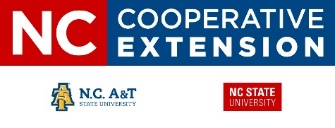 NC COOPERATIVE
EXTENSION
N.C. A&T
STATE UNIVERSITY
NC STATE
UNIVERSITY